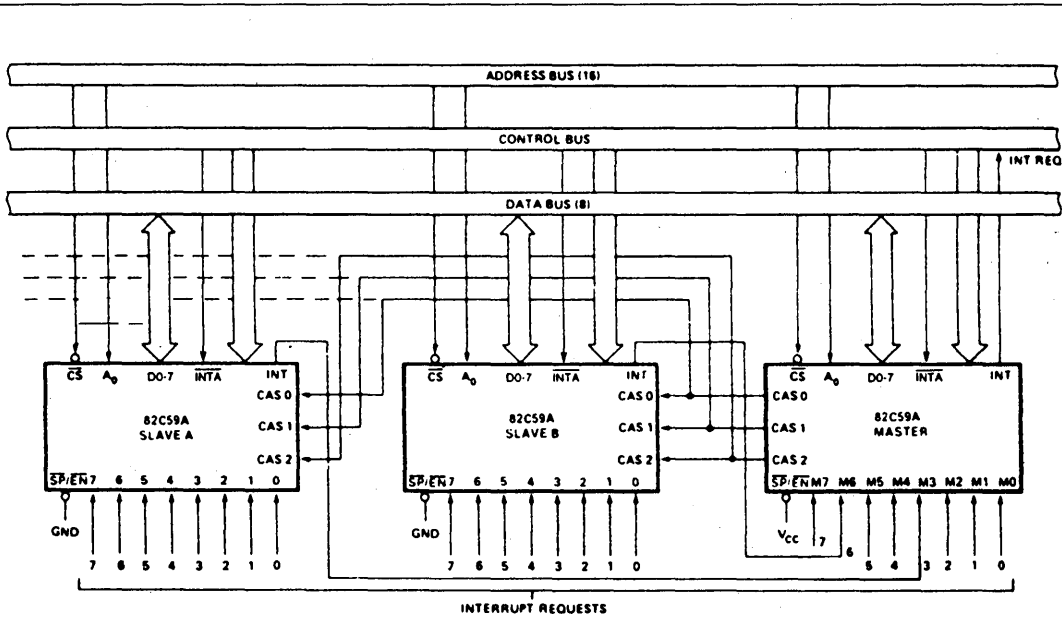 ADDRESS BUS (16)
CONTROL BUS
INT REQ
DATA BUS (8)
CS A0 D0-7 INTA INT
CAS 0
82C59A
SLAVE A
CAS 1
CAS 2
SP/EN 7 6 5 4 3 2 1 0
GND
7 6 5 4 3 2 1 0
CS A0 D0-7 INTA INT
CAS 0
82C59A
SLAVE B
CAS 1
CAS 2
SP/EN 7 6 5 4 3 2 1 0
GND
7 6 5 4 3 2 1 0
CS A0 D0-7 INTA INT
CAS 0
82C59A
MASTER
CAS 1
CAS 2
SP/EN M7 M6 M5 M4 M3 M2 M1 M0
VCC
7 6 5 4 3 2 1 0
INTERRUPT REQUESTS